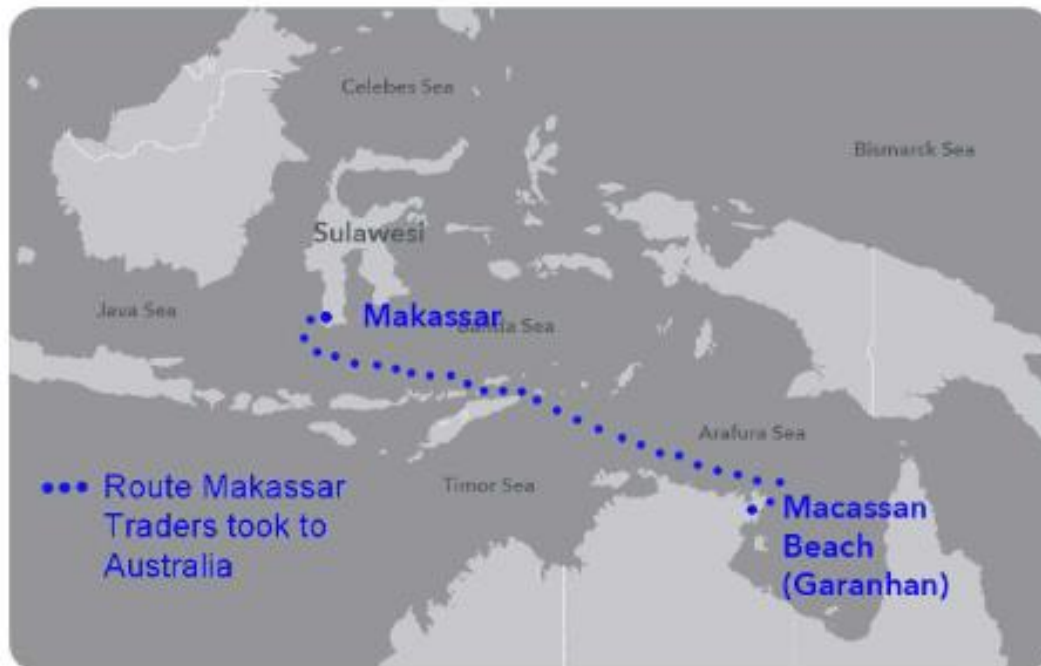 Celebes Sea
Bismarck Sea
Sulawesi
Java Sea
Makassar
Banda Sea
Arafura Sea
Timor Sea
Route Makassar
Traders took to
Australia
Macassan
Beach
(Garanhan)